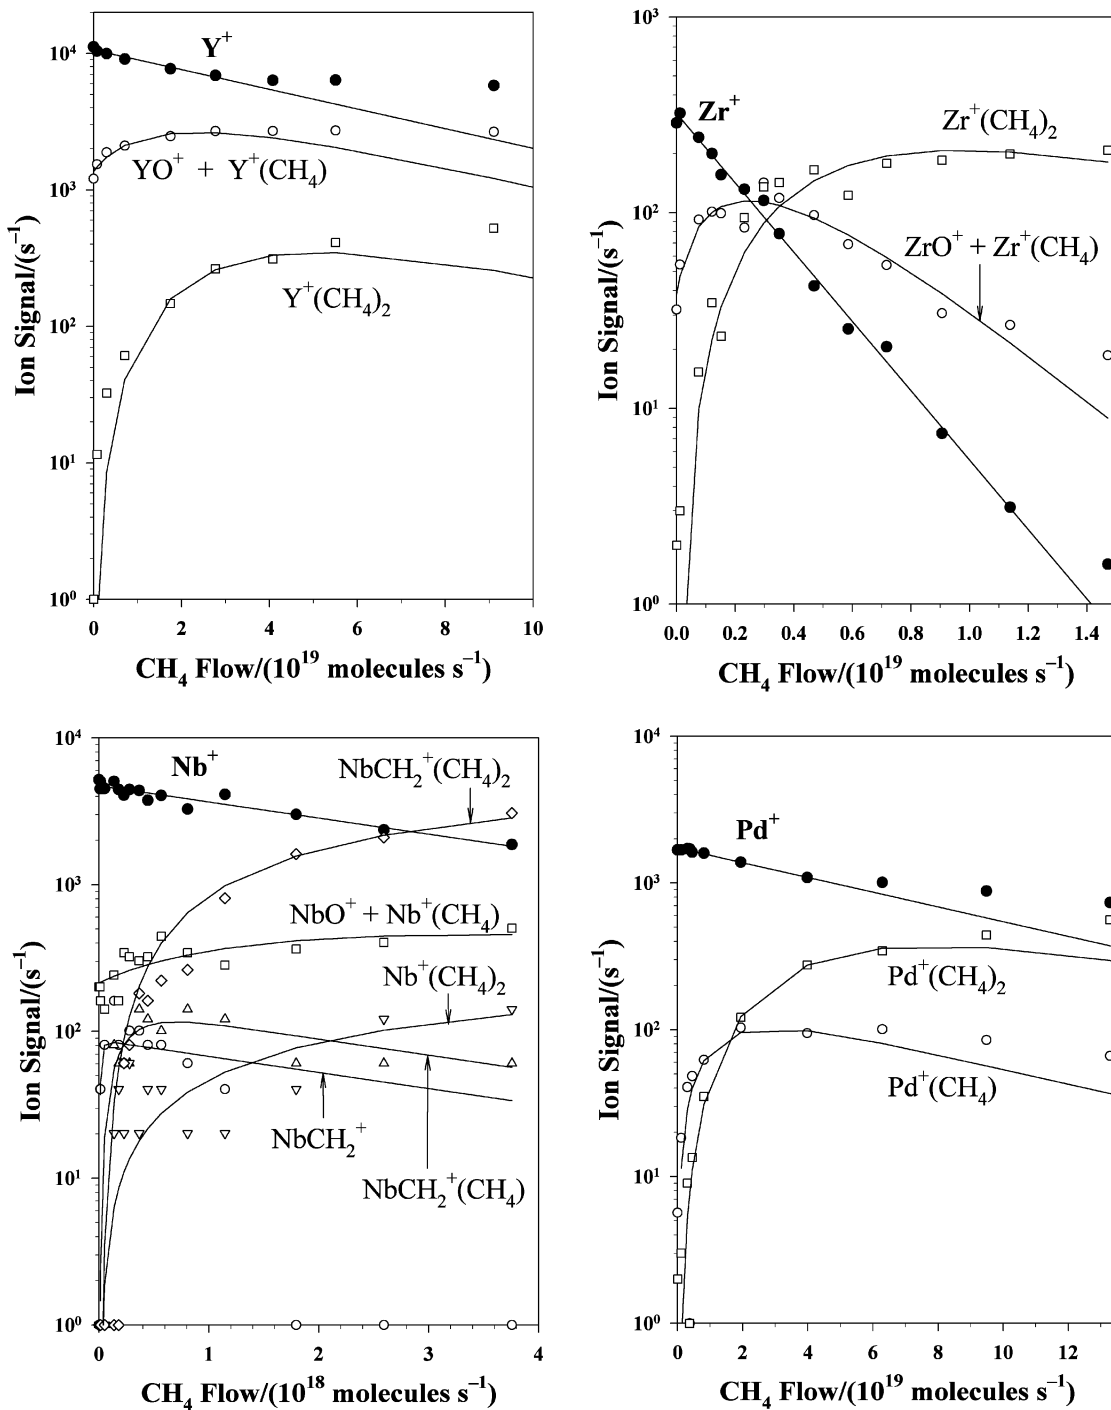 Ion Signal/(s⁻¹)
10⁴
10³
10²
10¹
10⁰
Y⁺
YO⁺ + Y⁺(CH₄)
Y⁺(CH₄)₂
0 2 4 6 8 10
CH₄ Flow/(10¹⁹ molecules s⁻¹)
Ion Signal/(s⁻¹)
10³
10²
10¹
10⁰
Zr⁺
Zr⁺(CH₄)₂
ZrO⁺ + Zr⁺(CH₄)
0.0 0.2 0.4 0.6 0.8 1.0 1.2 1.4
CH₄ Flow/(10¹⁹ molecules s⁻¹)
Ion Signal/(s⁻¹)
10⁴
10³
10²
10¹
10⁰
Nb⁺
NbCH₂⁺(CH₄)₂
NbO⁺ + Nb⁺(CH₄)
Nb⁺(CH₄)₂
NbCH₂⁺
NbCH₂⁺(CH₄)
0 1 2 3 4
CH₄ Flow/(10¹⁸ molecules s⁻¹)
Ion Signal/(s⁻¹)
10⁴
10³
10²
10¹
10⁰
Pd⁺
Pd⁺(CH₄)₂
Pd⁺(CH₄)
0 2 4 6 8 10 12
CH₄ Flow/(10¹⁹ molecules s⁻¹)